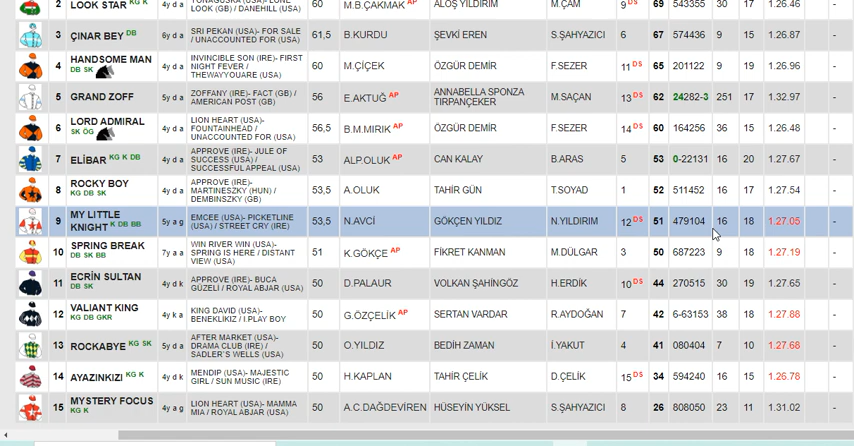 2 LOOK STAR KG K 4y d a LOOK (GB) / DANEHILL (USA) 60 M.B.ÇAKMAK AP ALOŞ YILDIRIM M.ÇAM 9 DS 69 543355 30 17 1.26.46 -
3 ÇINAR BEY DB 6y d a SRI PEKAN (USA)- FOR SALE / UNACCOUNTED FOR (USA) 61,5 B.KURDU ŞEVKİ EREN S.ŞAHYAZICI 6 67 574436 9 15 1.26.87 -
4 HANDSOME MAN DB SK 4y d a INVINCIBLE SON (IRE)- FIRST NIGHT FEVER / THEWAYYOUARE (USA) 60 M.ÇİÇEK ÖZGÜR DEMİR F.SEZER 11 DS 65 201122 9 19 1.26.96 -
5 GRAND ZOFF 5y d a ZOFFANY (IRE)- FACT (GB) / AMERICAN POST (GB) 56 E.AKTUĞ AP ANNABELLA SPONZA TIRPANÇEKER M.SAÇAN 13 DS 62 24282-3 251 17 1.32.97 -
6 LORD ADMIRAL SK ÖG 4y d a LION HEART (USA)- FOUNTAINHEAD / UNACCOUNTED FOR (USA) 56,5 B.M.MIRIK AP ÖZGÜR DEMİR F.SEZER 14 DS 60 164256 36 15 1.26.48 -
7 ELİBAR KG K DB 4y d a APPROVE (IRE)- JULE OF SUCCESS (USA) / SUCCESSFUL APPEAL (USA) 53 ALP.OLUK AP CAN KALAY B.ARAS 5 53 0-22131 16 20 1.27.67 -
8 ROCKY BOY KG DB SK 4y d a APPROVE (IRE)- MARTINESZKY (HUN) / DEMBERKTZ (GB) 53,5 A.OLUK TAHİR GÜN T.SOYAD 1 52 511452 16 17 1.27.54 -
9 MY LITTLE KNIGHT K DB BB 5y a g EMCEE (USA)- PICKETLINE (USA) / STREET CRY (IRE) 53,5 N.AVCİ GÖKÇEN YILDIZ N.YILDIRIM 12 DS 51 479104 16 18 1.27.05 -
10 SPRING BREAK DB SK BB 7y a a WIN RIVER WIN (USA)- SPRING IS HERE / DISTANT VIEW (USA) 51 K.GÖKÇE AP FİKRET KANMAN M.DÜLGAR 3 50 687223 9 18 1.27.19 -
11 ECRİN SULTAN DB SK 4y d k APPROVE (IRE)- BUCA GÜZELİ / ROYAL ABJAR (USA) 50 D.PALAUR VOLKAN ŞAHİNGÖZ H.ERDİK 10 DS 44 270515 30 19 1.27.65 -
12 VALIANT KING KG DB GKR 4y k a KING DAVID (USA)- BENEKLİKIZ / I.PLAY BOY 50 G.ÖZÇELİK AP SERTAN VARDAR R.AYDOĞAN 7 42 6-63153 38 18 1.27.88 -
13 ROCKABYE KG SK 5y d a AFTER MARKET (USA)- DRAMA CLUB (IRE) / SADLER'S WELLS (USA) 50 O.YILDIZ BEDİH ZAMAN İ.YAKUT 4 41 080404 7 10 1.27.68 -
14 AYAZINKIZI KG K 4y d k MENDIP (USA)- MAJESTIC GIRL / SUN MUSIC (IRE) 50 H.KAPLAN TAHİR ÇELİK D.ÇELİK 15 DS 34 594240 16 15 1.26.78 -
15 MYSTERY FOCUS KG K 4y a g LION HEART (USA)- MAMMA MIA / ROYAL ABJAR (USA) 50 A.C.DAĞDEVİREN HÜSEYİN YÜKSEL S.ŞAHYAZICI 8 26 808050 23 11 1.31.02 -